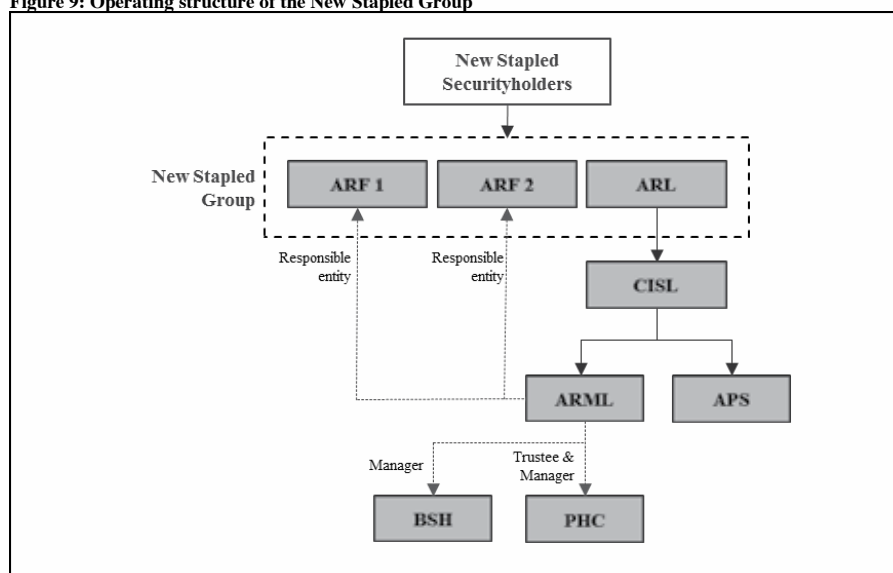 Figure 9: Operating structure of the New Stapled Group
New Stapled
Securityholders
New Stapled
Group
ARF 1
ARF 2
ARL
Responsible
entity
Responsible
entity
CISL
ARML
APS
Manager
Trustee &
Manager
BSH
PHC